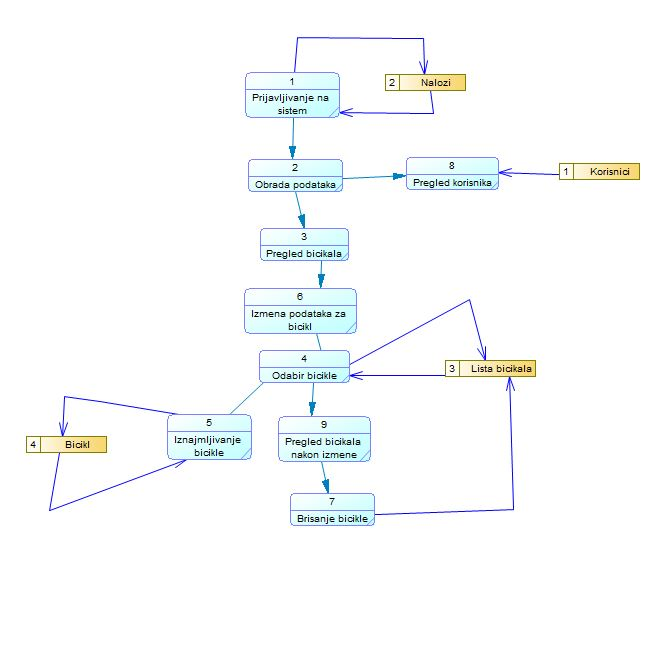 1
Prijavljivanje na
sistem
2 Nalozi
2
Obrada podataka
8
Pregled korisnika
1 Korisnici
3
Pregled bicikala
6
Izmena podataka za
bicikl
4
Odabir bicikle
3 Lista bicikala
5
Iznajmljivanje
bicikle
4 Bicikl
9
Pregled bicikala
nakon izmene
7
Brisanje bicikle